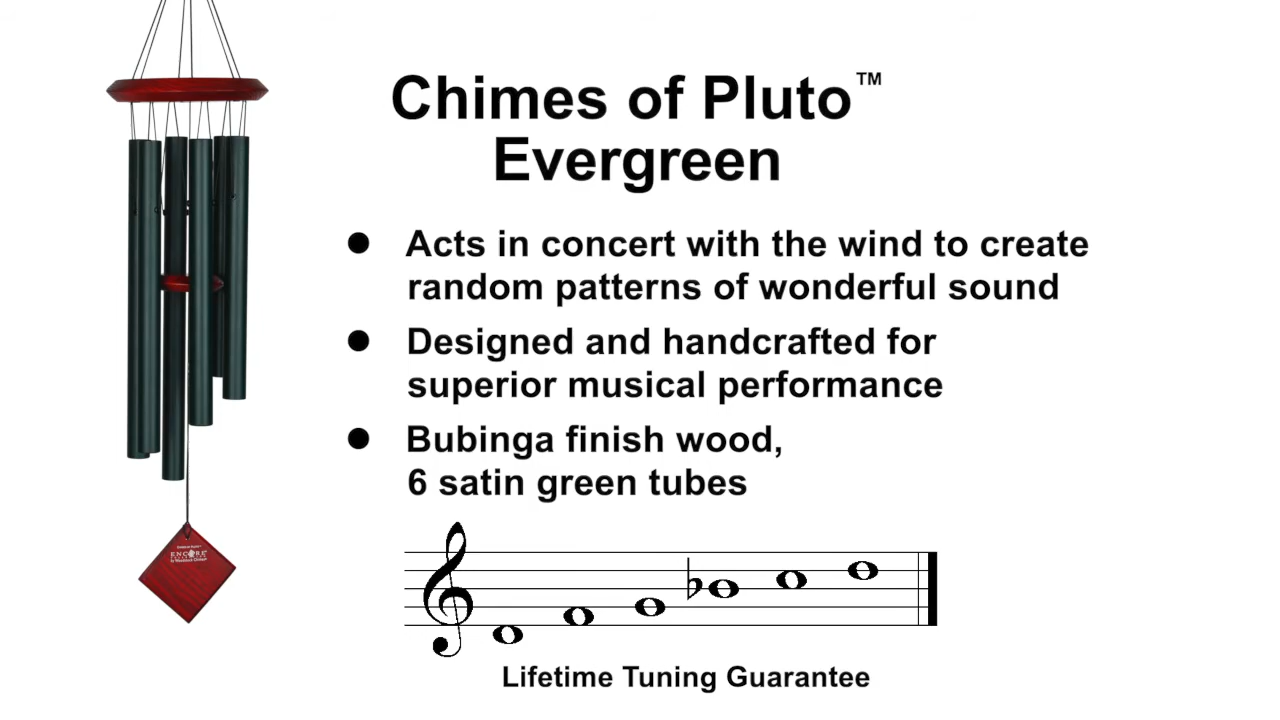 Chimes of Pluto™
Evergreen
● Acts in concert with the wind to create
random patterns of wonderful sound
● Designed and handcrafted for
superior musical performance
● Bubinga finish wood,
6 satin green tubes
ENCORE
Lifetime Tuning Guarantee